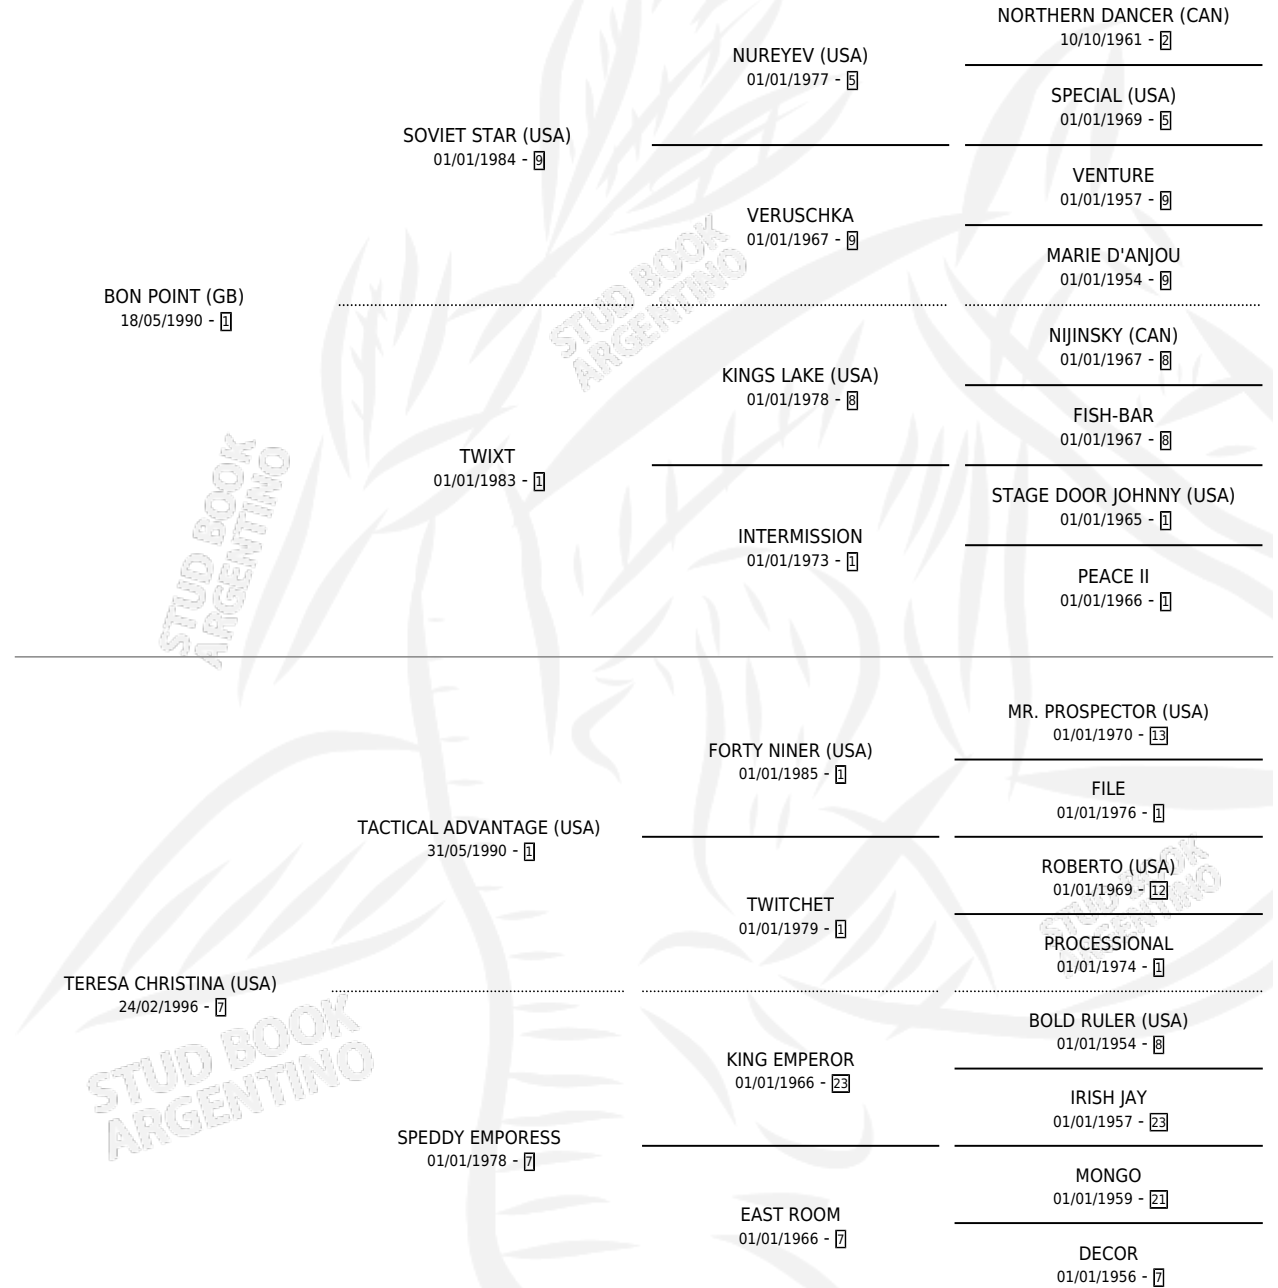 NORTHERN DANCER (CAN)
10/10/1961 - 2
NUREYEV (USA)
01/01/1977 - 5
SPECIAL (USA)
01/01/1969 - 5
SOVIET STAR (USA)
01/01/1984 - 9
VENTURE
01/01/1957 - 9
VERUSCHKA
01/01/1967 - 9
MARIE D'ANJOU
01/01/1954 - 9
BON POINT (GB)
18/05/1990 - 1
STUD BOOK
ARGENTINO
NIJINSKY (CAN)
01/01/1967 - 8
KINGS LAKE (USA)
01/01/1978 - 8
FISH-BAR
01/01/1967 - 8
TWIXT
01/01/1983 - 1
STAGE DOOR JOHNNY (USA)
01/01/1965 - 1
INTERMISSION
01/01/1973 - 1
PEACE II
01/01/1966 - 1
STUD BOOK
ARGENTINO
MR. PROSPECTOR (USA)
01/01/1970 - 13
FORTY NINER (USA)
01/01/1985 - 1
FILE
01/01/1976 - 1
TACTICAL ADVANTAGE (USA)
31/05/1990 - 1
ROBERTO (USA)
01/01/1969 - 12
TWITCHET
01/01/1979 - 1
STUD BOOK
ARGENTINO
PROCESSIONAL
01/01/1974 - 1
TERESA CHRISTINA (USA)
24/02/1996 - 7
BOLD RULER (USA)
01/01/1954 - 8
KING EMPEROR
01/01/1966 - 23
STUD BOOK
ARGENTINO
IRISH JAY
01/01/1957 - 23
SPEDDY EMPORESS
01/01/1978 - 7
MONGO
01/01/1959 - 21
EAST ROOM
01/01/1966 - 7
DECOR
01/01/1956 - 7